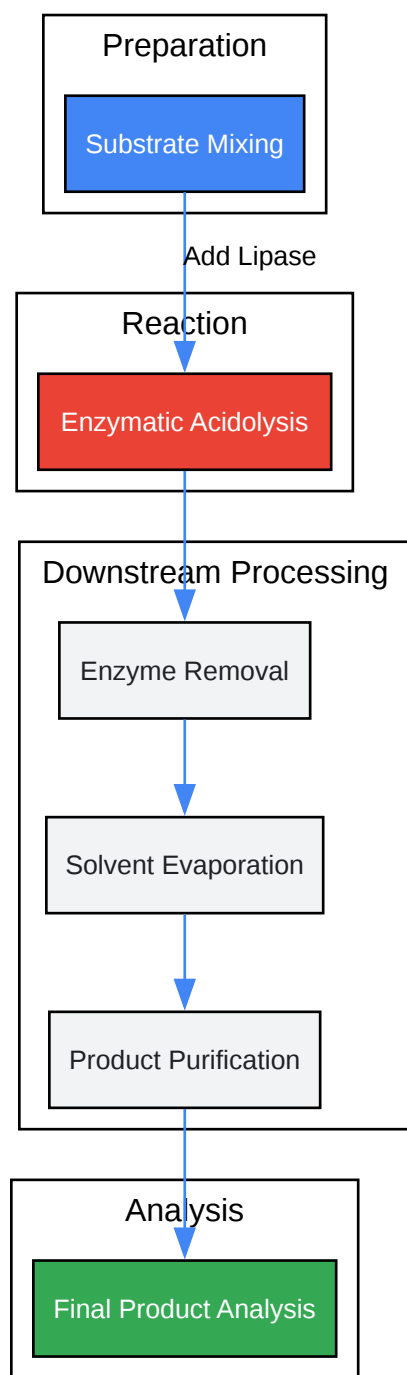 Preparation
Substrate Mixing
Add Lipase
Reaction
Enzymatic Acidolysis
Downstream Processing
Enzyme Removal
Solvent Evaporation
Product Purification
Analysis
Final Product Analysis